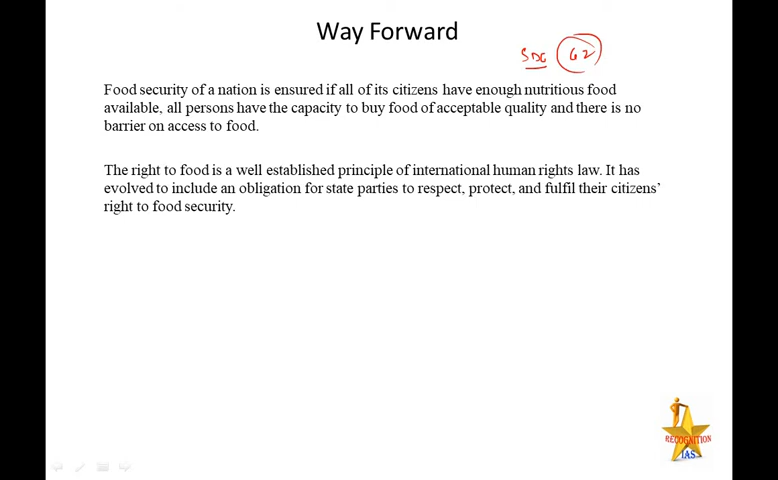 Way Forward
SDG G2
Food security of a nation is ensured if all of its citizens have enough nutritious food
available, all persons have the capacity to buy food of acceptable quality and there is no
barrier on access to food.
The right to food is a well established principle of international human rights law. It has
evolved to include an obligation for state parties to respect, protect, and fulfil their citizens’
right to food security.
RECOGNITION
IAS